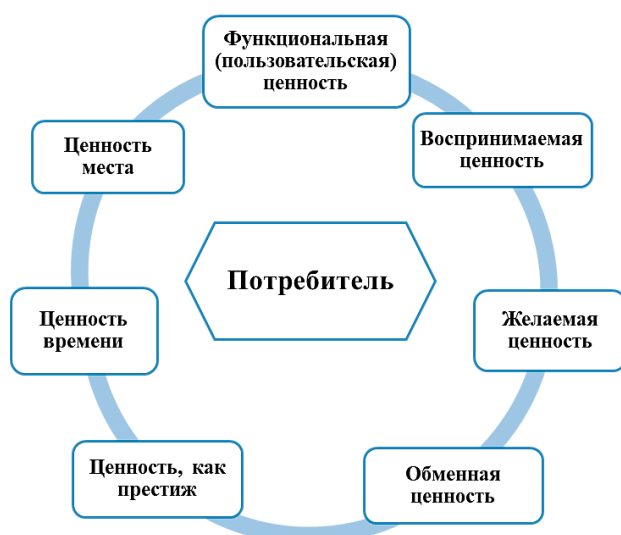 Функциональная
(пользовательская)
ценность
Воспринимаемая
ценность
Желаемая
ценность
Обменная
ценность
Ценность, как
престиж
Ценность
времени
Ценность
места
Потребитель